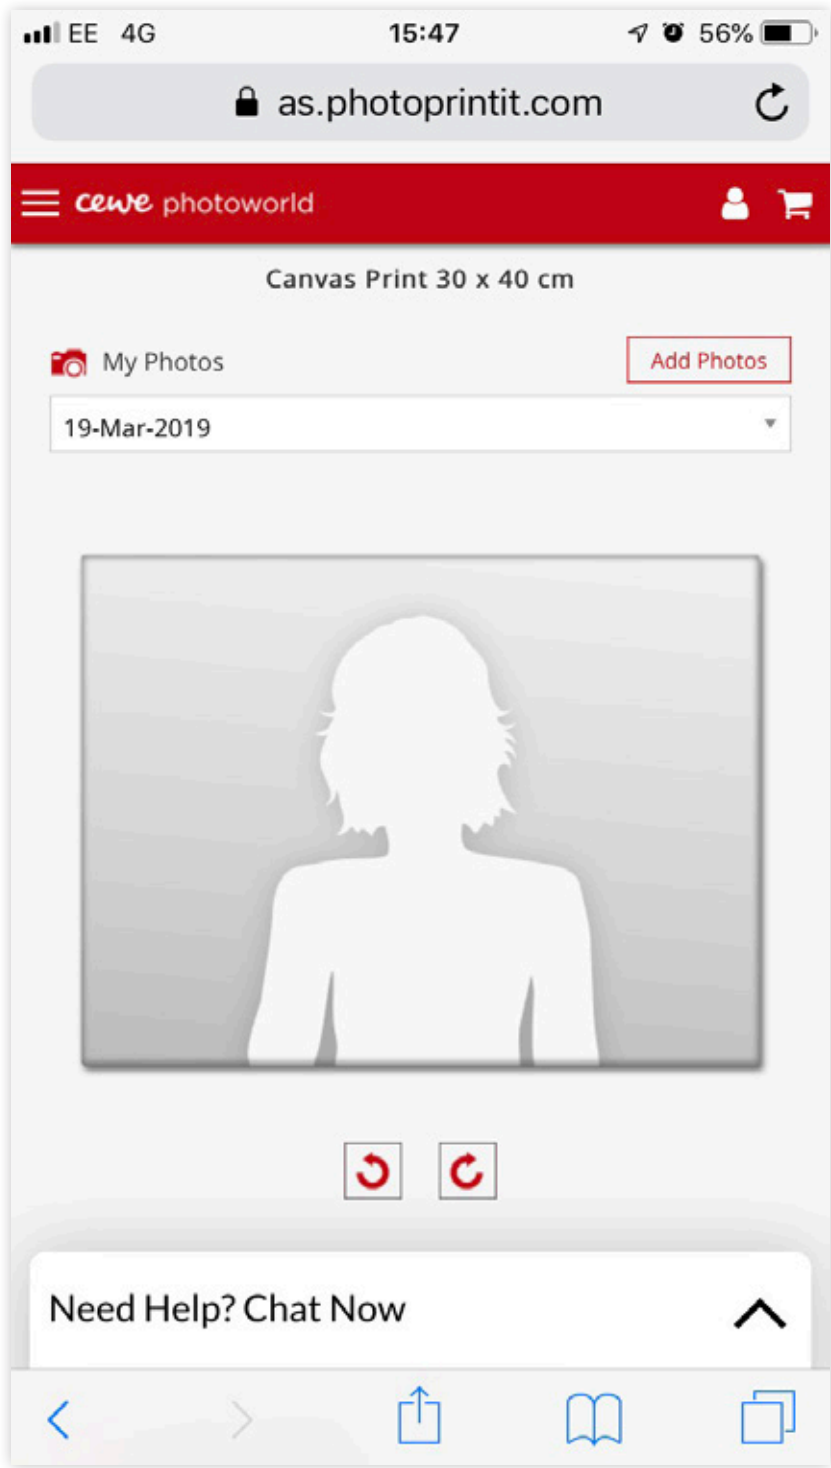 EE 4G 15:47 56%
as.photoprintit.com
cewe photoworld
Canvas Print 30 x 40 cm
My Photos Add Photos
19-Mar-2019
Need Help? Chat Now